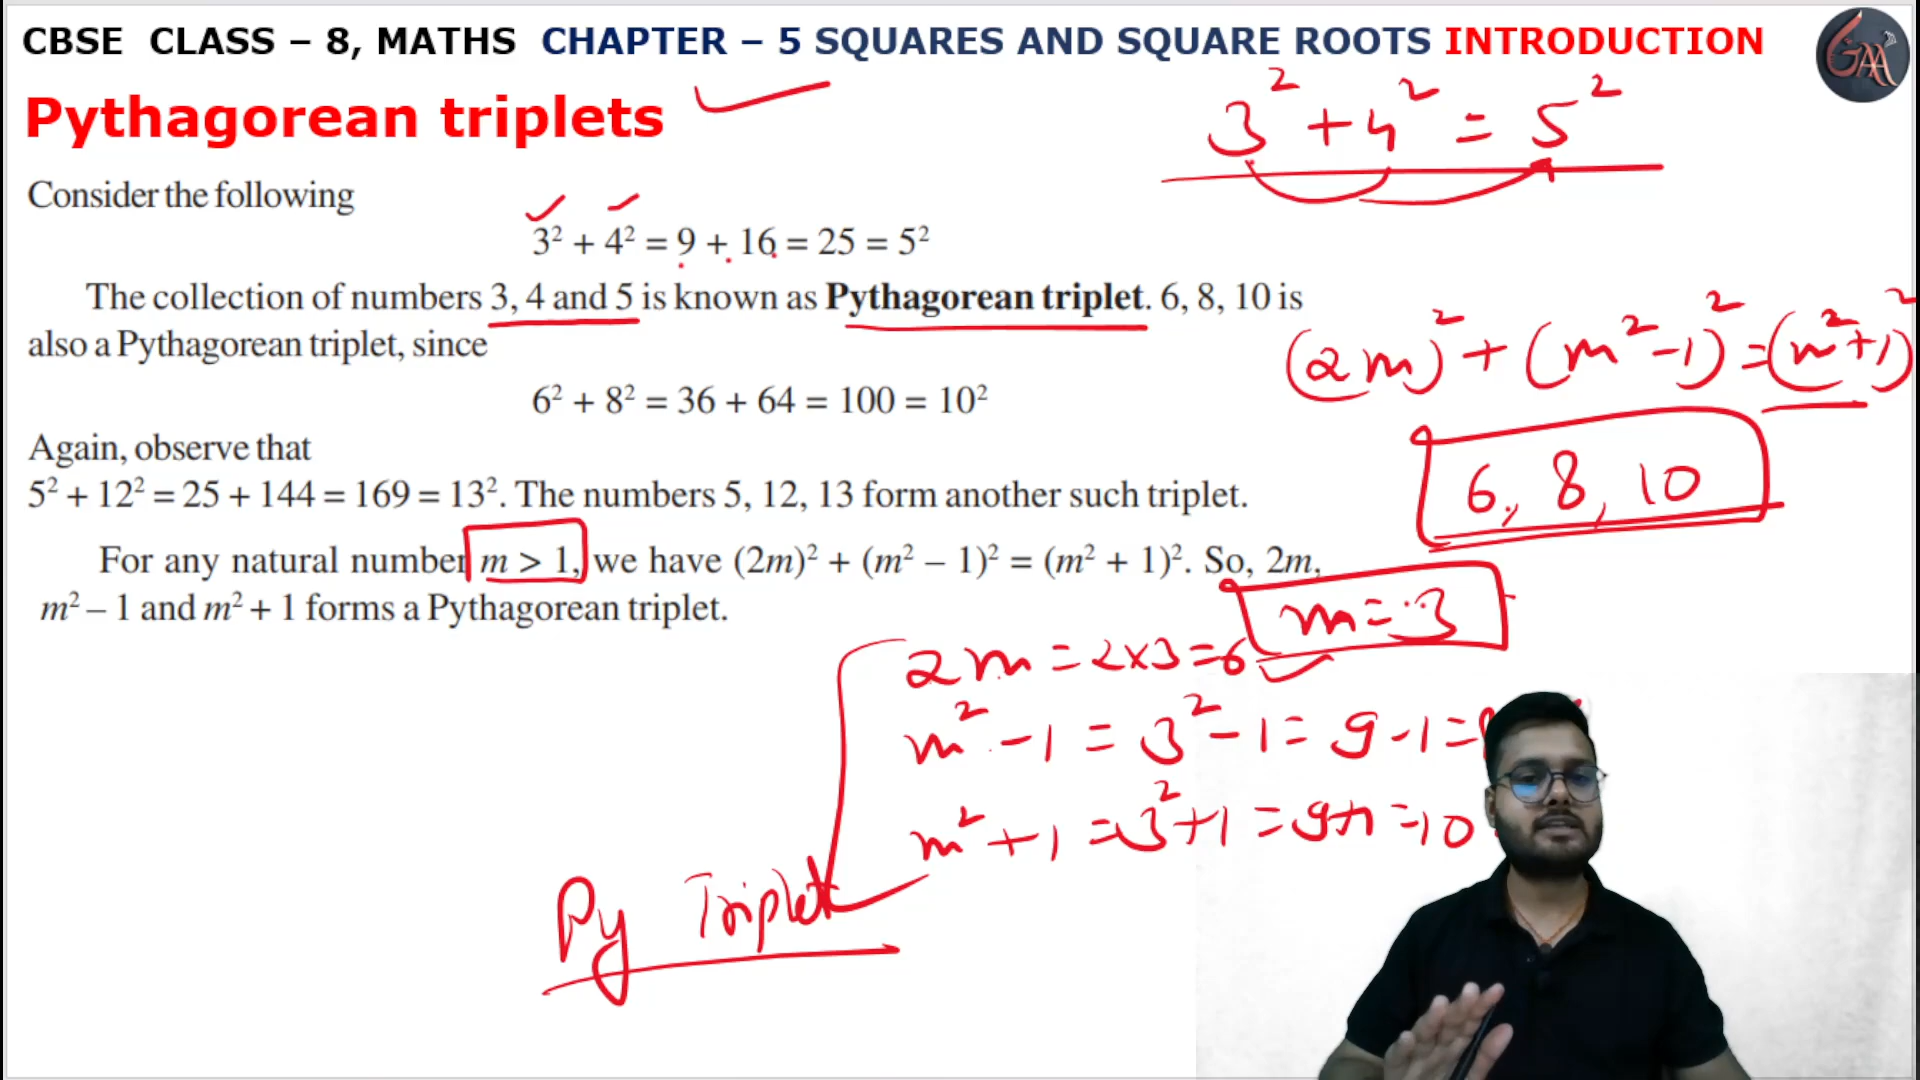 CBSE CLASS – 8, MATHS CHAPTER – 5 SQUARES AND SQUARE ROOTS INTRODUCTION
Pythagorean triplets
3² + 4² = 5²
Consider the following
3² + 4² = 9 + 16 = 25 = 5²
The collection of numbers 3, 4 and 5 is known as Pythagorean triplet. 6, 8, 10 is
also a Pythagorean triplet, since
(2m)² + (m² -1)² = (m²+1)²
6² + 8² = 36 + 64 = 100 = 10²
6, 8, 10
Again, observe that
5² + 12² = 25 + 144 = 169 = 13². The numbers 5, 12, 13 form another such triplet.
For any natural number m > 1, we have (2m)² + (m² – 1)² = (m² + 1)². So, 2m,
m² – 1 and m² + 1 forms a Pythagorean triplet.
m = 3
2m = 2×3 = 6
m² - 1 = 3² - 1 = 9 - 1 =
m² + 1 = 3² + 1 = 9+1 = 10
Py Triplet